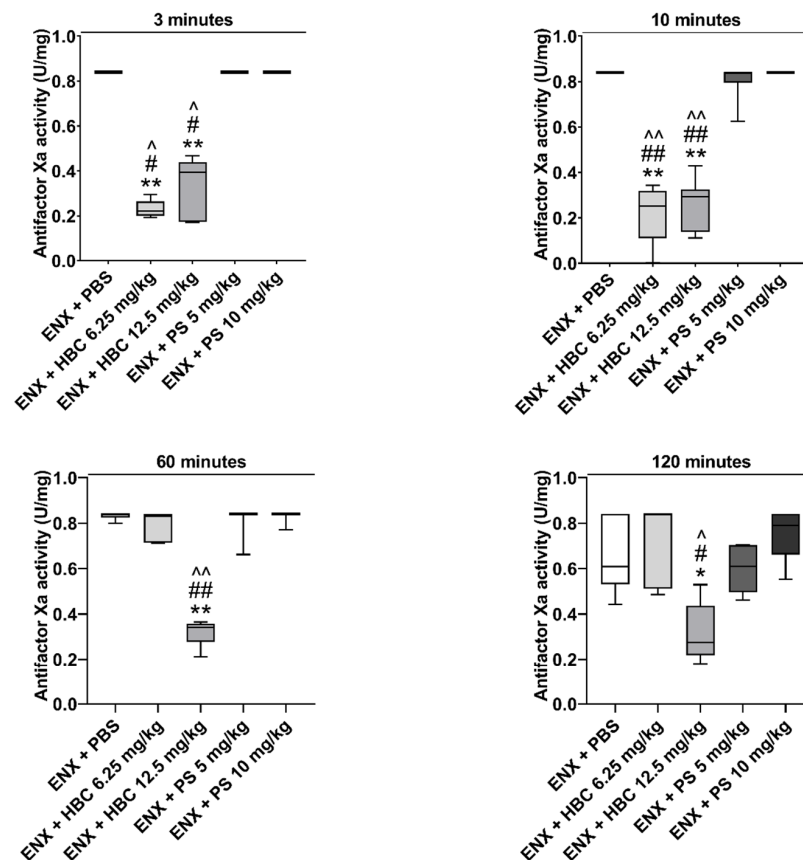 3 minutes
Antifactor Xa activity (U/mg)
1.0
0.8
0.6
0.4
0.2
0.0
^
#
**
^
#
**
ENX + PBS
ENX + HBC 6.25 mg/kg
ENX + HBC 12.5 mg/kg
ENX + PS 5 mg/kg
ENX + PS 10 mg/kg
10 minutes
Antifactor Xa activity (U/mg)
1.0
0.8
0.6
0.4
0.2
0.0
^^
##
**
^^
##
**
ENX + PBS
ENX + HBC 6.25 mg/kg
ENX + HBC 12.5 mg/kg
ENX + PS 5 mg/kg
ENX + PS 10 mg/kg
60 minutes
Antifactor Xa activity (U/mg)
1.0
0.8
0.6
0.4
0.2
0.0
^^
##
**
ENX + PBS
ENX + HBC 6.25 mg/kg
ENX + HBC 12.5 mg/kg
ENX + PS 5 mg/kg
ENX + PS 10 mg/kg
120 minutes
Antifactor Xa activity (U/mg)
1.0
0.8
0.6
0.4
0.2
0.0
^
#
*
ENX + PBS
ENX + HBC 6.25 mg/kg
ENX + HBC 12.5 mg/kg
ENX + PS 5 mg/kg
ENX + PS 10 mg/kg